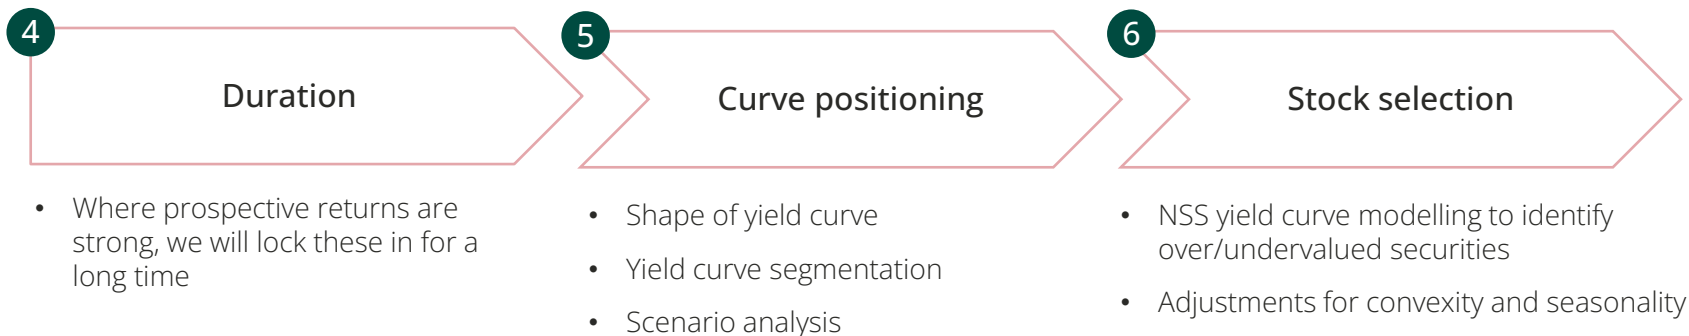 4
Duration
• Where prospective returns are
strong, we will lock these in for a
long time
5
Curve positioning
• Shape of yield curve
• Yield curve segmentation
• Scenario analysis
6
Stock selection
• NSS yield curve modelling to identify
over/undervalued securities
• Adjustments for convexity and seasonality